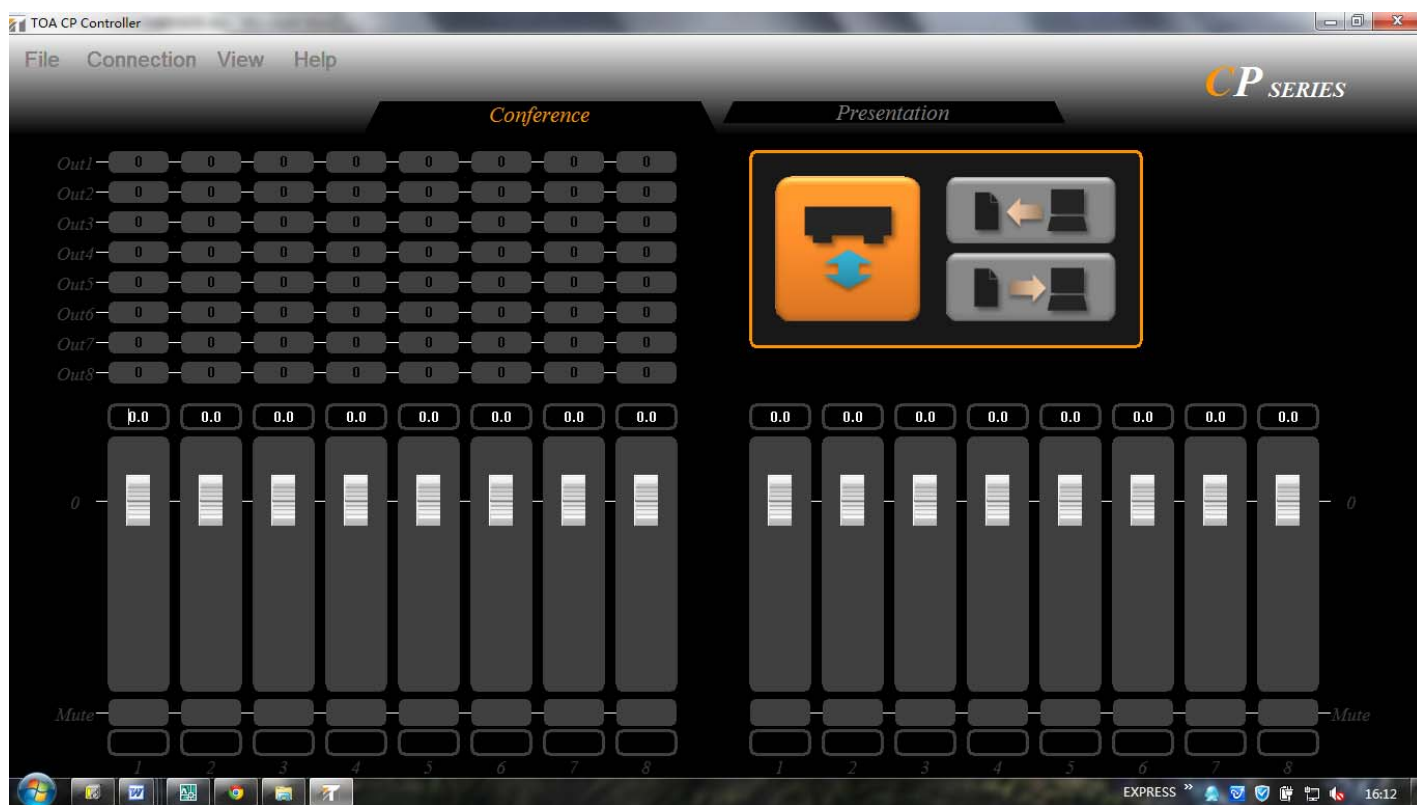 TOA CP Controller
File Connection View Help
CP SERIES
Conference Presentation
Out1 0 0 0 0 0 0 0 0
Out2 0 0 0 0 0 0 0 0
Out3 0 0 0 0 0 0 0 0
Out4 0 0 0 0 0 0 0 0
Out5 0 0 0 0 0 0 0 0
Out6 0 0 0 0 0 0 0 0
Out7 0 0 0 0 0 0 0 0
Out8 0 0 0 0 0 0 0 0
0.0 0.0 0.0 0.0 0.0 0.0 0.0 0.0 0.0 0.0 0.0 0.0 0.0 0.0 0.0 0.0
0 0
Mute Mute
1 2 3 4 5 6 7 8 1 2 3 4 5 6 7 8
EXPRESS » 16:12